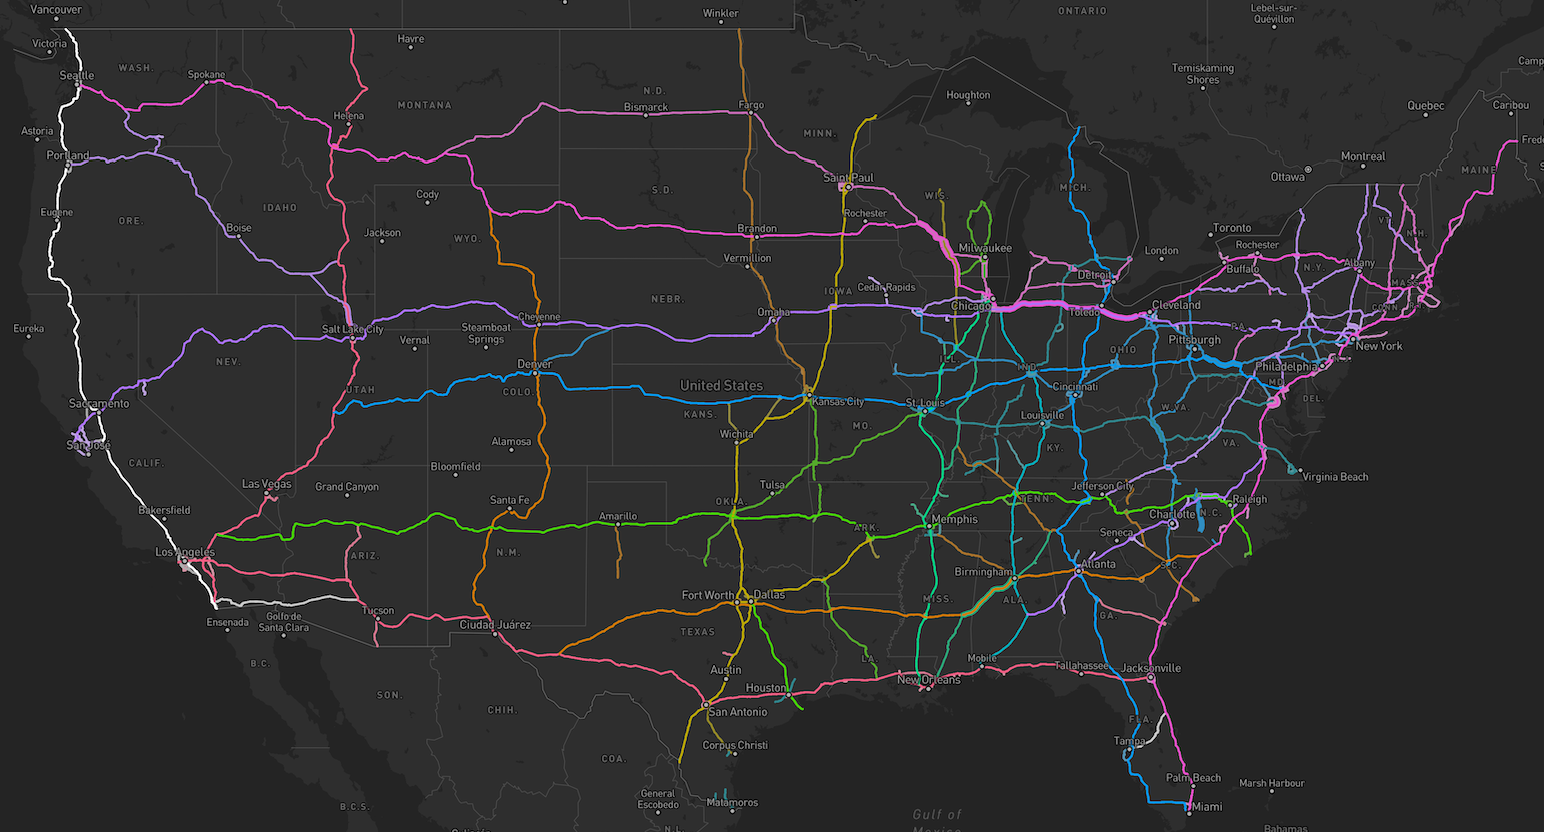 Vancouver
Winkler
ONTARIO
Lebel-sur-
Quévillon
Victoria
Havre
Seattle
WASH.
Spokane
Temiskaming
Shores
Camp
MONTANA
N.D.
Bismarck
Fargo
Houghton
Quebec
Caribou
Helena
Astoria
MINN.
Fred
Portland
Montreal
Ottawa
MAINE
Saint Paul
MICH.
S.D.
Cody
WIS.
IDAHO
Eugene
ORE.
Rochester
VT.
N.H.
Boise
Jackson
WYO.
Brandon
Toronto
Milwaukee
London
Rochester
Vermillion
Buffalo
N.Y.
Albany
Detroit
MASS.
IOWA
Cedar Rapids
NEBR.
Chicago
Toledo
Cleveland
CONN.
R.I.
Omaha
Cheyenne
Eureka
Salt Lake City
Steamboat
Springs
PA.
Vernal
Pittsburgh
New York
NEV.
ILL.
OHIO
Denver
IND.
Philadelphia
UTAH
COLO.
United States
Cincinnati
MD.
DEL.
Sacramento
Kansas City
St. Louis
W.VA.
KANS.
Louisville
MO.
Wichita
San Jose
Alamosa
KY.
VA.
CALIF.
Bloomfield
Virginia Beach
Las Vegas
Grand Canyon
Tulsa
Jefferson City
Santa Fe
OKLA.
TENN.
Raleigh
Bakersfield
Amarillo
Memphis
Charlotte
N.C.
ARK.
Seneca
Los Angeles
ARIZ.
N.M.
Atlanta
S.C.
Birmingham
Fort Worth
Dallas
MISS.
ALA.
Tucson
GA.
Ensenada
Golfo de
Santa Clara
Ciudad Juárez
TEXAS
B.C.
LA.
Mobile
Tallahassee
Jacksonville
Austin
Houston
New Orleans
SON.
CHIH.
San Antonio
FLA.
Tampa
Corpus Christi
COA.
Palm Beach
Marsh Harbour
General
Escobedo
B.C.S.
Matamoros
Miami
Gulf of
N.L.
Bahamas